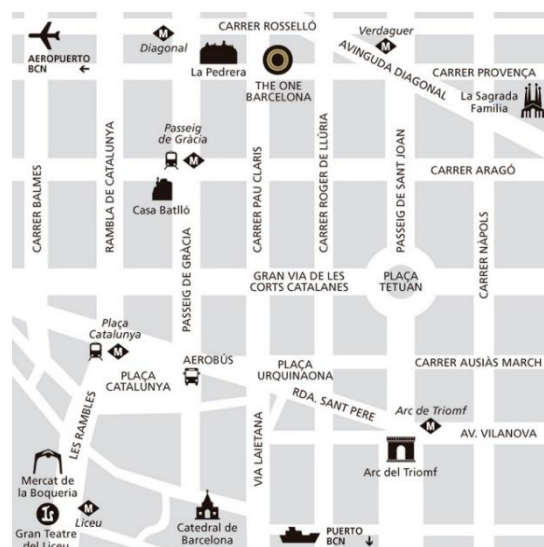 CARRER ROSSELLÓ
Verdaguer
M
M
Diagonal
AEROPUERTO
BCN ←
La Pedrera
THE ONE
BARCELONA
AVINGUDA DIAGONAL
CARRER PROVENÇA
La Sagrada
Familia
Passeig
de Gràcia
M
CARRER ARAGÓ
Casa Batlló
CARRER BALMES
RAMBLA DE CATALUNYA
PASSEIG DE GRÀCIA
CARRER PAU CLARIS
CARRER ROGER DE LLÚRIA
PASSEIG DE SANT JOAN
CARRER NÀPOLS
GRAN VIA DE LES
CORTS CATALANES
PLAÇA
TETUAN
Plaça
Catalunya
M
AEROBÚS
PLAÇA
CATALUNYA
PLAÇA
URQUINAONA
CARRER AUSIÀS MARCH
RDA. SANT PERE
Arc de Triomf
M
AV. VILANOVA
LES RAMBLES
VIA LAIETANA
Arc del Triomf
Mercat de
la Boqueria
M
Liceu
Gran Teatre
del Liceu
Catedral de
Barcelona
PUERTO
BCN ↓